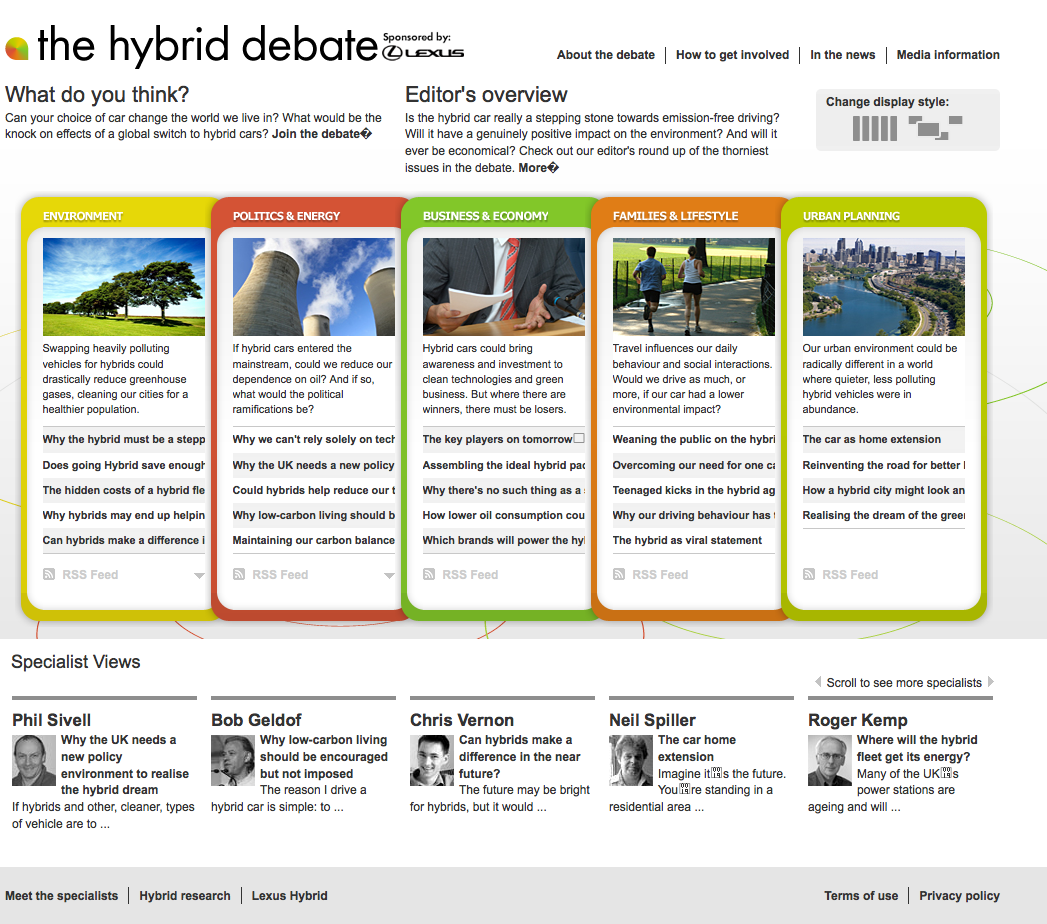 the hybrid debate
Sponsored by:
LEXUS
About the debate
How to get involved
In the news
Media information
What do you think?
Can your choice of car change the world we live in? What would be the
knock on effects of a global switch to hybrid cars? Join the debate�
Editor's overview
Is the hybrid car really a stepping stone towards emission-free driving?
Will it have a genuinely positive impact on the environment? And will it
ever be economical? Check out our editor's round up of the thorniest
issues in the debate. More�
Change display style:
ENVIRONMENT
Swapping heavily polluting
vehicles for hybrids could
drastically reduce greenhouse
gases, cleaning our cities for a
healthier population.
Why the hybrid must be a stepp
Does going Hybrid save enough
The hidden costs of a hybrid fle
Why hybrids may end up helpin
Can hybrids make a difference i
RSS Feed
POLITICS & ENERGY
If hybrid cars entered the
mainstream, could we reduce our
dependence on oil? And if so,
what would the political
ramifications be?
Why we can't rely solely on tech
Why the UK needs a new policy
Could hybrids help reduce our t
Why low-carbon living should b
Maintaining our carbon balance
RSS Feed
BUSINESS & ECONOMY
Hybrid cars could bring
awareness and investment to
clean technologies and green
business. But where there are
winners, there must be losers.
The key players on tomorrow□
Assembling the ideal hybrid pac
Why there's no such thing as a
How lower oil consumption cou
Which brands will power the hy
RSS Feed
FAMILIES & LIFESTYLE
Travel influences our daily
behaviour and social interactions.
Would we drive as much, or
more, if our car had a lower
environmental impact?
Weaning the public on the hybri
Overcoming our need for one ca
Teenaged kicks in the hybrid ag
Why our driving behaviour has
The hybrid as viral statement
RSS Feed
URBAN PLANNING
Our urban environment could be
radically different in a world
where quieter, less polluting
hybrid vehicles were in
abundance.
The car as home extension
Reinventing the road for better
How a hybrid city might look an
Realising the dream of the gree
RSS Feed
Specialist Views
Scroll to see more specialists
Phil Sivell
Why the UK needs a
new policy
environment to realise
the hybrid dream
If hybrids and other, cleaner, types
of vehicle are to ...
Bob Geldof
Why low-carbon living
should be encouraged
but not imposed
The reason I drive a
hybrid car is simple: to ...
Chris Vernon
Can hybrids make a
difference in the near
future?
The future may be bright
for hybrids, but it would ...
Neil Spiller
The car home
extension
Imagine it□s the future.
You□re standing in a
residential area ...
Roger Kemp
Where will the hybrid
fleet get its energy?
Many of the UK□s
power stations are
ageing and will ...
Meet the specialists
Hybrid research
Lexus Hybrid
Terms of use
Privacy policy